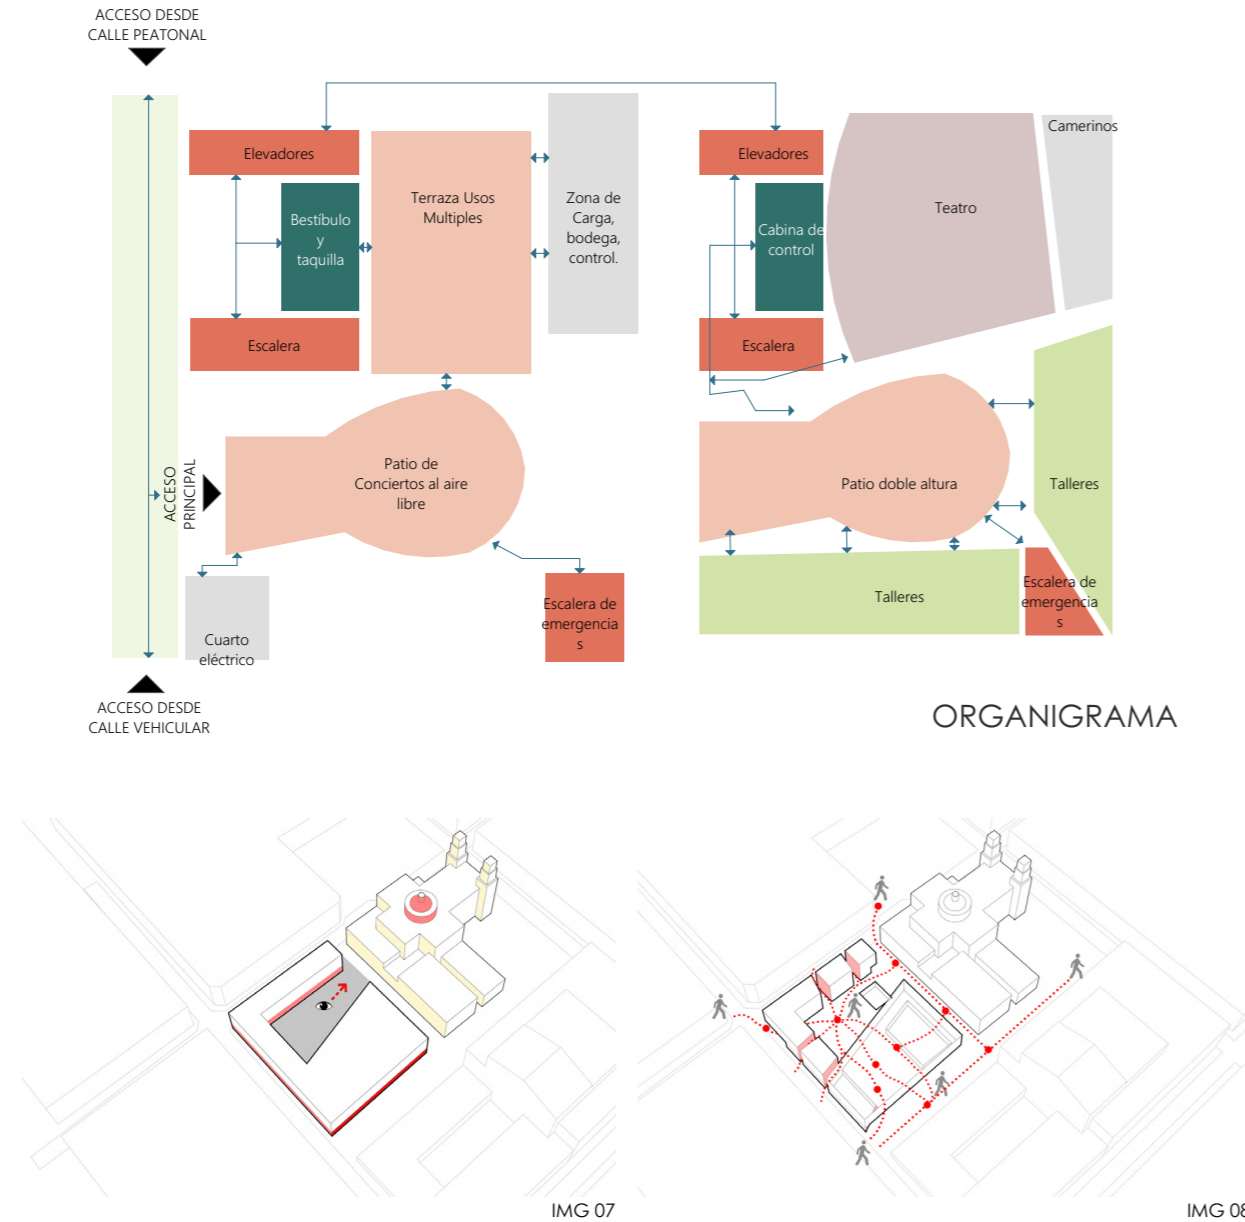 ACCESO DESDE
CALLE PEATONAL
Elevadores
Bestíbulo
y
taquilla
Escalera
Terraza Usos
Multiples
Zona de
Carga,
bodega,
control.
Elevadores
Cabina de
control
Escalera
Teatro
Camerinos
ACCESO
PRINCIPAL
Patio de
Conciertos al aire
libre
Patio doble altura
Talleres
Talleres
Cuarto
eléctrico
Escalera de
emergencia
s
Escalera de
emergencia
s
ACCESO DESDE
CALLE VEHICULAR
ORGANIGRAMA
IMG 07
IMG 08